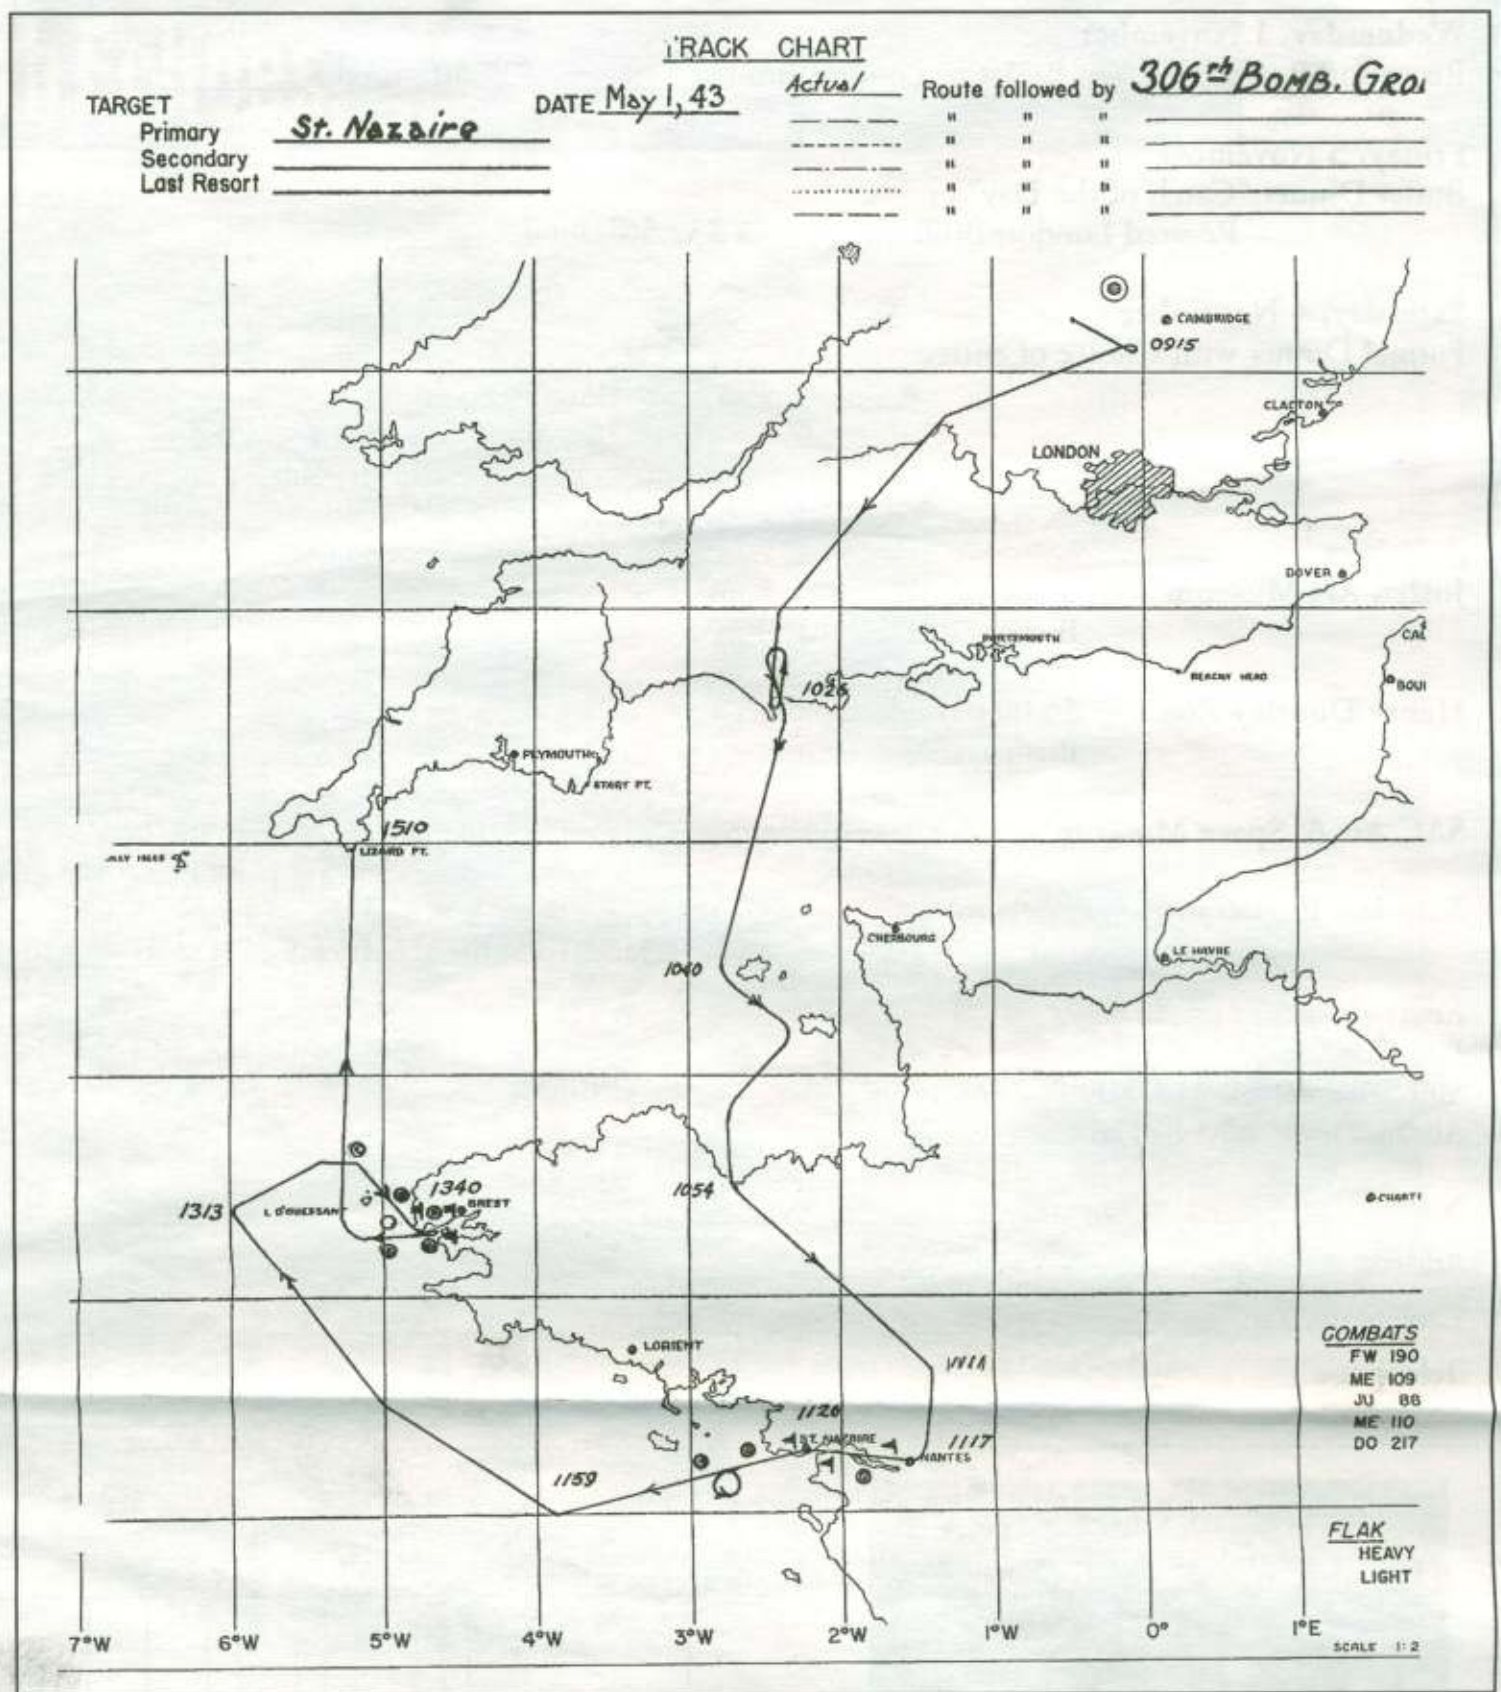 TRACK CHART
TARGET
Primary St. Nazaire
Secondary
Last Resort
DATE May 1, 43
Actual Route followed by 306th BOMB. GRO
" " "
" " "
" " "
" " "
" " "
CAMBRIDGE
0915
CLACTON
LONDON
DOVER
PORTSMOUTH
CAL
BEACHY HEAD
BOUL
1026
PLYMOUTH
START PT.
1510
LIZARD PT.
CHERBOURG
LE HAVRE
1040
1054
1340
BREST
1313
I. D'OUESSANT
CHARTI
LORIENT
1126
ST. NAZAIRE
1117
NANTES
1159
COMBATS
FW 190
ME 109
JU 88
ME 110
DO 217
FLAK
HEAVY
LIGHT
7°W 6°W 5°W 4°W 3°W 2°W 1°W 0° 1°E
SCALE 1:2